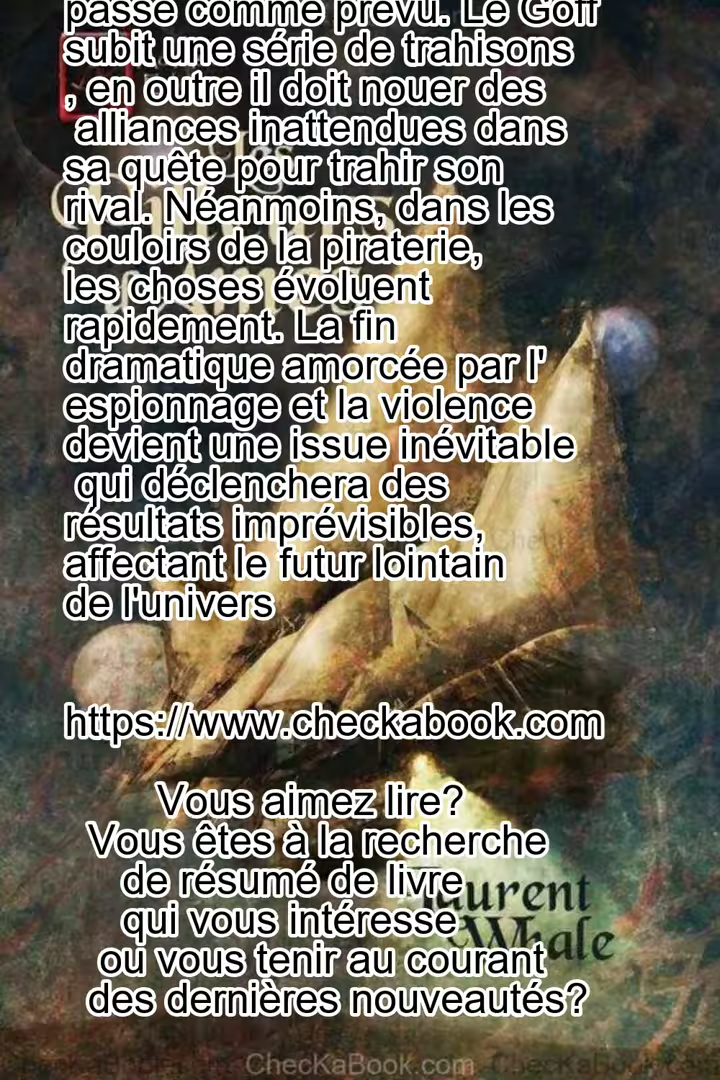 passe comme prévu. Le Goff
subit une série de trahisons
, en outre il doit nouer des
alliances inattendues dans
sa quête pour trahir son
rival. Néanmoins, dans les
couloirs de la piraterie,
les choses évoluent
rapidement. La fin
dramatique amorcée par l'
espionnage et la violence
devient une issue inévitable
qui déclenchera des
résultats imprévisibles,
affectant le futur lointain
de l'univers
https://www.checkabook.com
Vous aimez lire?
Vous êtes à la recherche
de résumé de livre
qui vous intéresse
ou vous tenir au courant
des dernières nouveautés?
Laurent
Whale
ChecKaBook.com